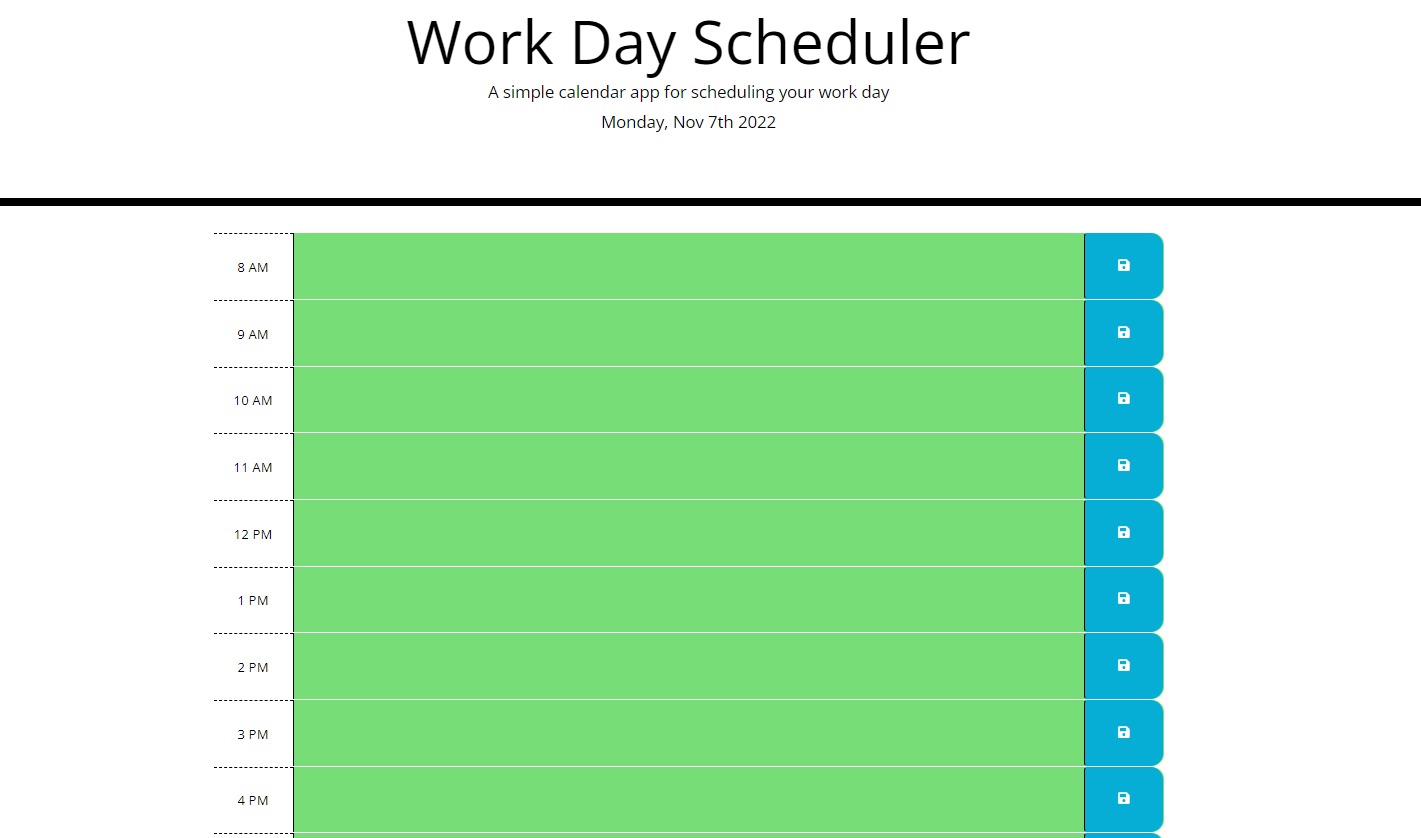 Work Day Scheduler
A simple calendar app for scheduling your work day
Monday, Nov 7th 2022
8 AM
9 AM
10 AM
11 AM
12 PM
1 PM
2 PM
3 PM
4 PM